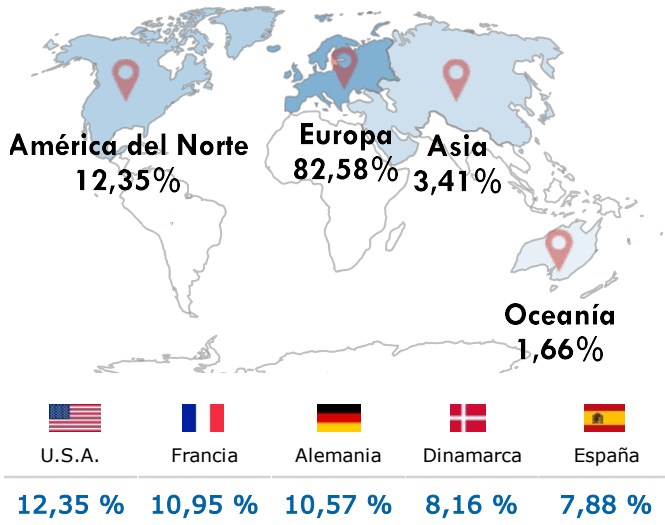 América del Norte
12,35%
Europa
82,58%
Asia
3,41%
Oceanía
1,66%
U.S.A. Francia Alemania Dinamarca España
12,35 % 10,95 % 10,57 % 8,16 % 7,88 %